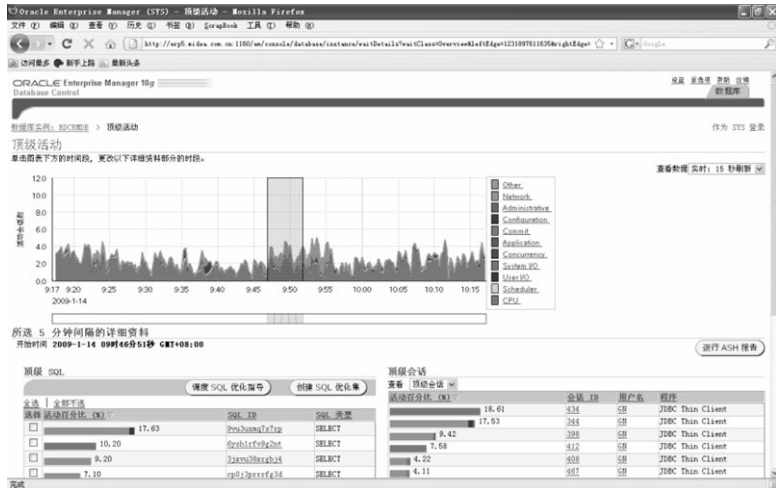 Oracle Enterprise Manager (SYS) - 顶级活动 - Mozilla Firefox
文件 (F) 编辑 (E) 查看 (V) 历史 (S) 书签 (B) ScrapBook 工具 (T) 帮助 (H)
访问最多 新手上路 最新头条
ORACLE Enterprise Manager 10g
Database Control
设置 首选项 帮助 注销
数据库
数据库实例: RDCRMDB > 顶级活动
作为 SYS 登录
顶级活动
单击图表下方的时间段, 更改以下详细资料部分的时段。
查看数据 实时: 15 秒刷新
活动会话数
12.0
10.0
8.0
6.0
4.0
2.0
0.0
9:17 9:20 9:25 9:30 9:35 9:40 9:45 9:50 9:55 10:00 10:05 10:10 10:15
2009-1-14
Other
Network
Administrative
Configuration
Commit
Application
Concurrency
System I/O
User I/O
Scheduler
CPU
所选 5 分钟间隔的详细资料
开始时间 2009-1-14 09时46分51秒 GMT+08:00
运行 ASH 报告
顶级 SQL
调度 SQL 优化指导 创建 SQL 优化集
全选 | 全部不选
选择 活动百分比 (%) SQL ID SQL 类型
17.63 SELECT
10.20 SELECT
9.20 SELECT
7.10 SELECT
顶级会话
查看 顶级会话
活动百分比 (%) 会话 ID 用户名 程序
18.61 434 GN JDBC Thin Client
17.53 344 GN JDBC Thin Client
9.42 398 GN JDBC Thin Client
7.58 412 GN JDBC Thin Client
4.22 408 GN JDBC Thin Client
4.11 467 GN JDBC Thin Client
完成